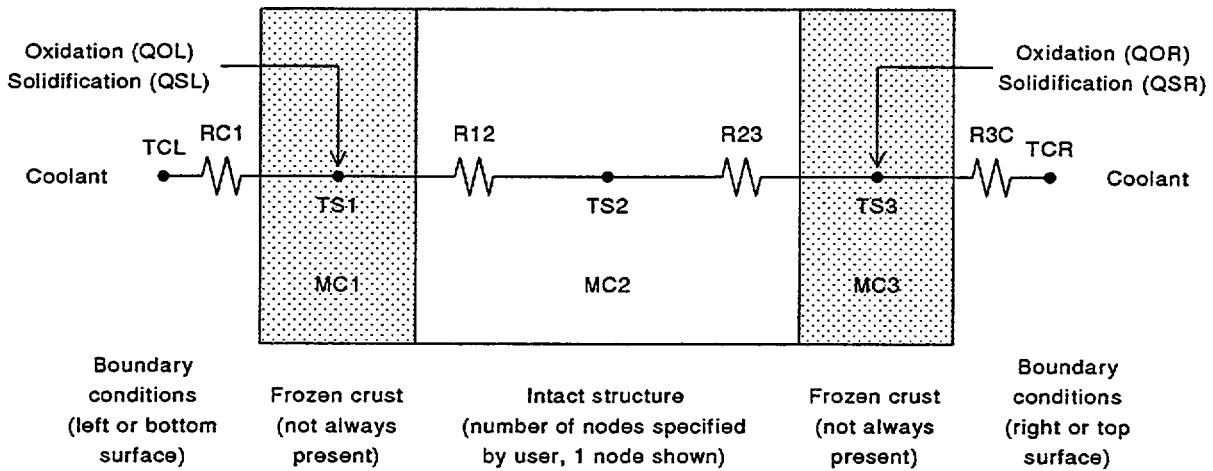 Oxidation (QOL)
Solidification (QSL)
Oxidation (QOR)
Solidification (QSR)
RC1
R12
R23
R3C
TCL
TCR
Coolant
Coolant
TS1
TS2
TS3
MC1
MC2
MC3
Boundary
conditions
(left or bottom
surface)
Frozen crust
(not always
present)
Intact structure
(number of nodes specified
by user, 1 node shown)
Frozen crust
(not always
present)
Boundary
conditions
(right or top
surface)